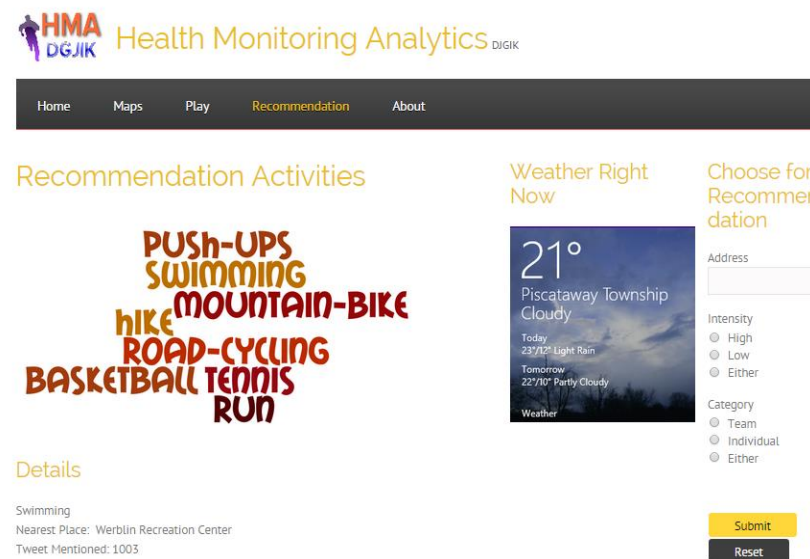 HMA
DGJIK
Health Monitoring Analytics DJGIK
Home Maps Play Recommendation About
Recommendation Activities
PUSH-UPS
SWIMMING
MOUNTAIN-BIKE
HIKE
ROAD-CYCLING
BASKETBALL TENNIS
RUN
Details
Swimming
Nearest Place: Werblin Recreation Center
Tweet Mentioned: 1003
Weather Right
Now
21°
Piscataway Township
Cloudy
Today
23°/12° Light Rain
Tomorrow
22°/10° Partly Cloudy
Weather
Choose for
Recommen
dation
Address
Intensity
High
Low
Either
Category
Team
Individual
Either
Submit
Reset